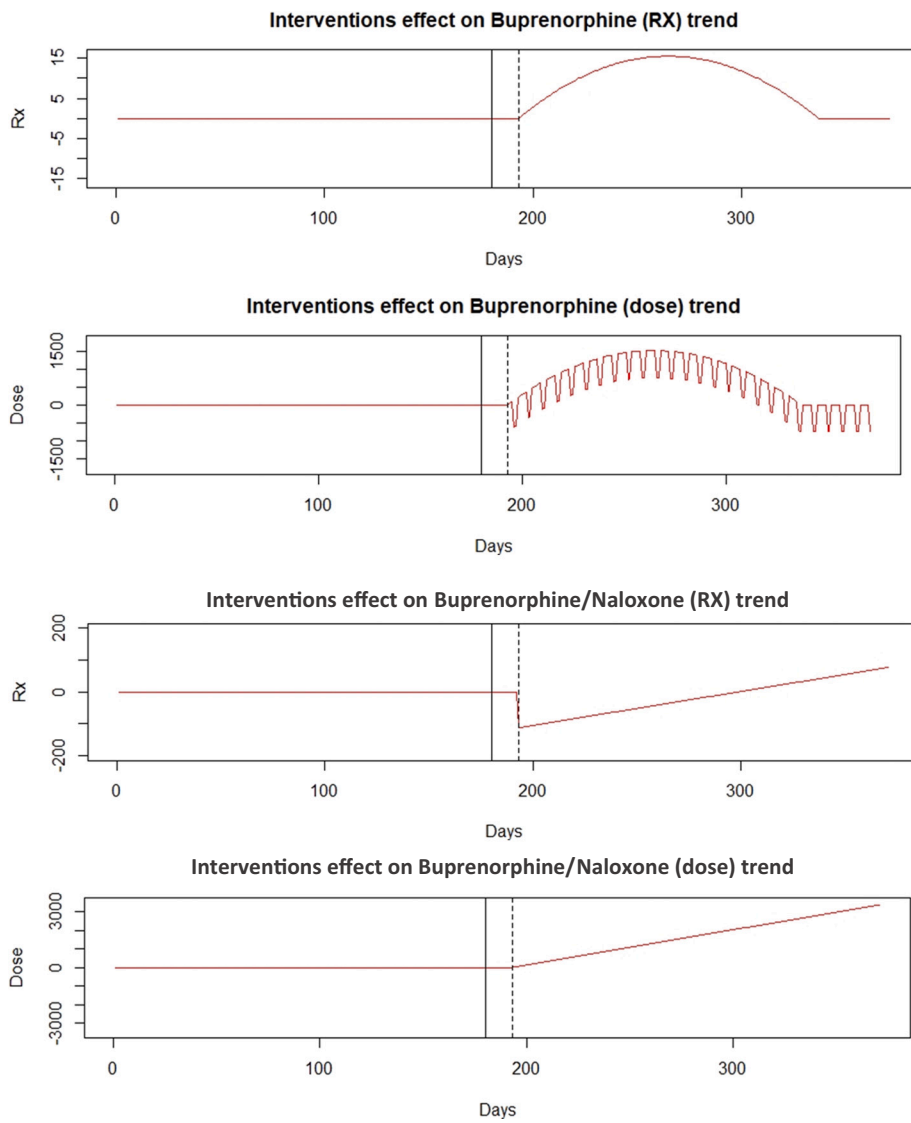 Interventions effect on Buprenorphine (RX) trend
15
5
-5
-15
Rx
0 100 200 300
Days
Interventions effect on Buprenorphine (dose) trend
1500
0
-1500
Dose
0 100 200 300
Days
Interventions effect on Buprenorphine/Naloxone (RX) trend
200
0
-200
Rx
0 100 200 300
Days
Interventions effect on Buprenorphine/Naloxone (dose) trend
3000
0
-3000
Dose
0 100 200 300
Days